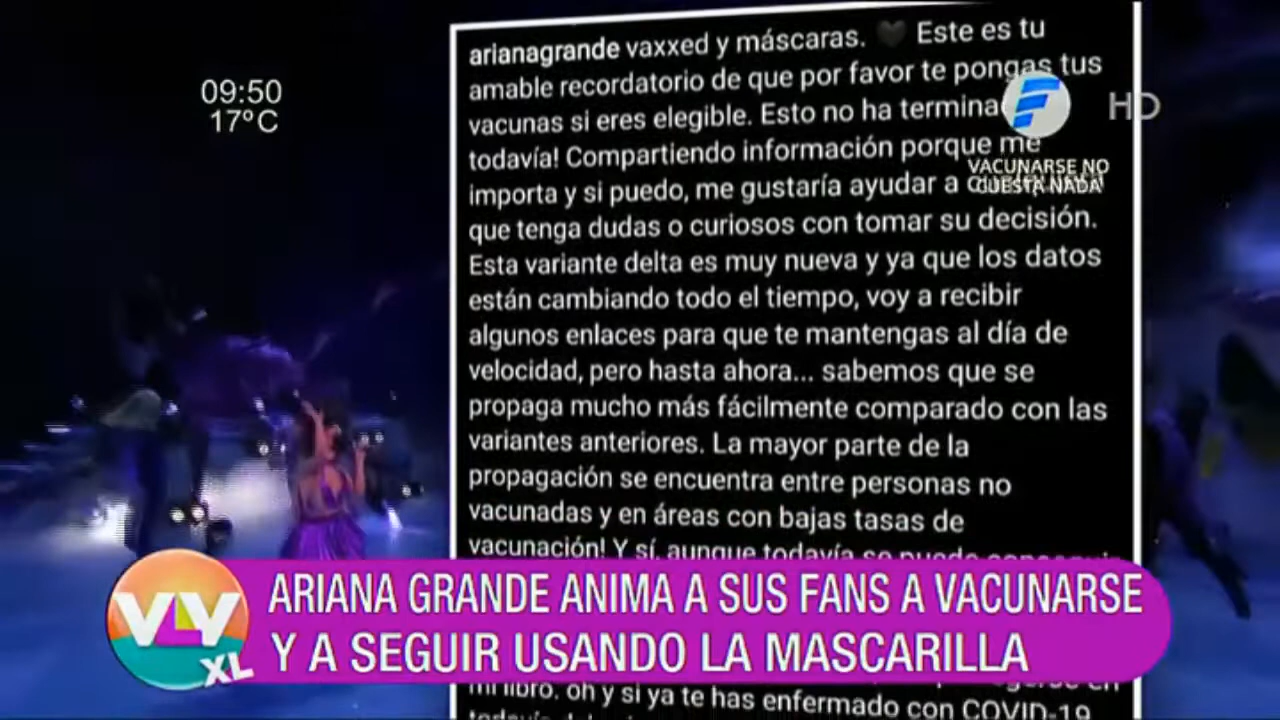 09:50
17°C
HD
VACUNARSE NO
CUESTA NADA
arianagrande vaxxed y máscaras. 🖤 Este es tu
amable recordatorio de que por favor te pongas tus
vacunas si eres elegible. Esto no ha termina
todavía! Compartiendo información porque me
importa y si puedo, me gustaría ayudar a
que tenga dudas o curiosos con tomar su decisión.
Esta variante delta es muy nueva y ya que los datos
están cambiando todo el tiempo, voy a recibir
algunos enlaces para que te mantengas al día de
velocidad, pero hasta ahora... sabemos que se
propaga mucho más fácilmente comparado con las
variantes anteriores. La mayor parte de la
propagación se encuentra entre personas no
vacunadas y en áreas con bajas tasas de
vacunación! Y sí, aunque todavía se puede
VLV XL
ARIANA GRANDE ANIMA A SUS FANS A VACUNARSE
Y A SEGUIR USANDO LA MASCARILLA
mi libro. oh y si ya te has enfermado con COVID-19